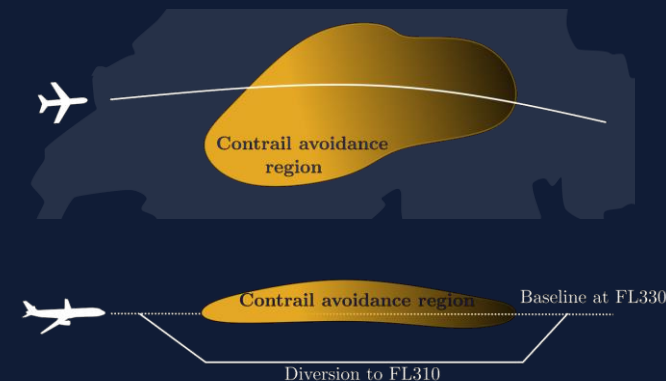 Contrail avoidance
region
Contrail avoidance region
Baseline at FL330
Diversion to FL310